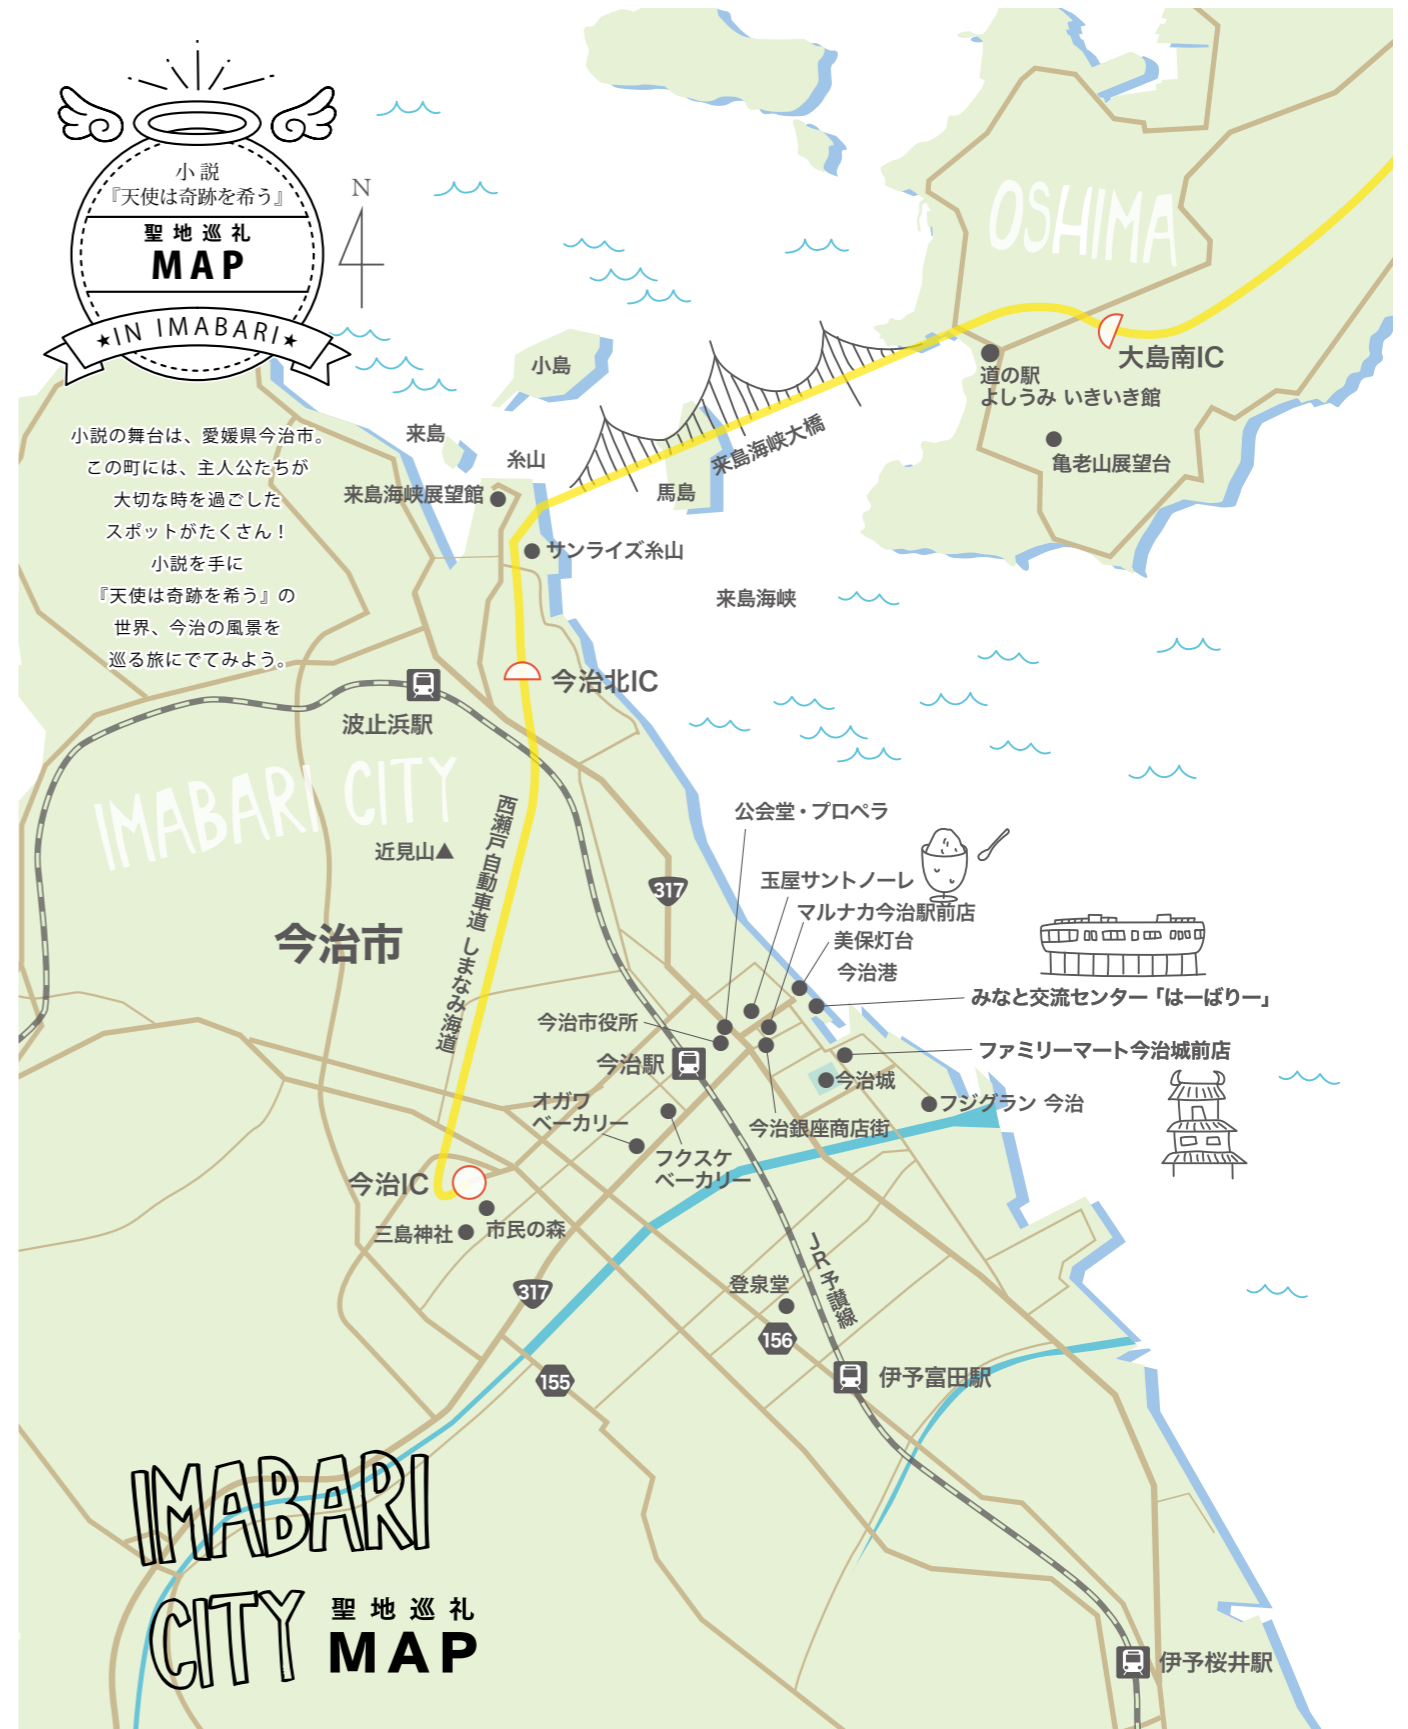 小説
『天使は奇跡を希う』
聖地巡礼
MAP
★IN IMABARI★
N
小説の舞台は、愛媛県今治市。
この町には、主人公たちが
大切な時を過ごした
スポットがたくさん！
小説を手に
『天使は奇跡を希う』の
世界、今治の風景を
巡る旅にでてみよう。
OSHIMA
小島
来島
糸山
来島海峡展望館
馬島
来島海峡大橋
大島南IC
道の駅
よしうみ いきいき館
亀老山展望台
サンライズ糸山
来島海峡
今治北IC
波止浜駅
IMABARI CITY
近見山▲
今治市
西瀬戸自動車道 しまなみ海道
317
公会堂・プロペラ
玉屋サントノーレ
マルナカ今治駅前店
美保灯台
今治港
みなと交流センター「はーばりー」
今治市役所
今治駅
ファミリーマート今治城前店
今治城
フジグラン 今治
オガワ
ベーカリー
今治銀座商店街
フクスケ
ベーカリー
今治IC
市民の森
三島神社
JR予讃線
317
登泉堂
156
155
伊予富田駅
伊予桜井駅
IMABARI
CITY
聖地巡礼
MAP